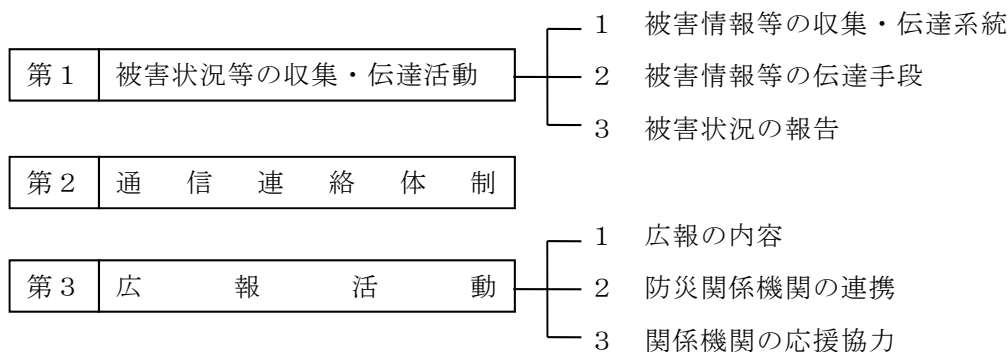 1 被害情報等の収集・伝達系統
第1 被害状況等の収集・伝達活動
2 被害情報等の伝達手段
3 被害状況の報告
第2 通信連絡体制
1 広報の内容
第3 広報活動
2 防災関係機関の連携
3 関係機関の応援協力